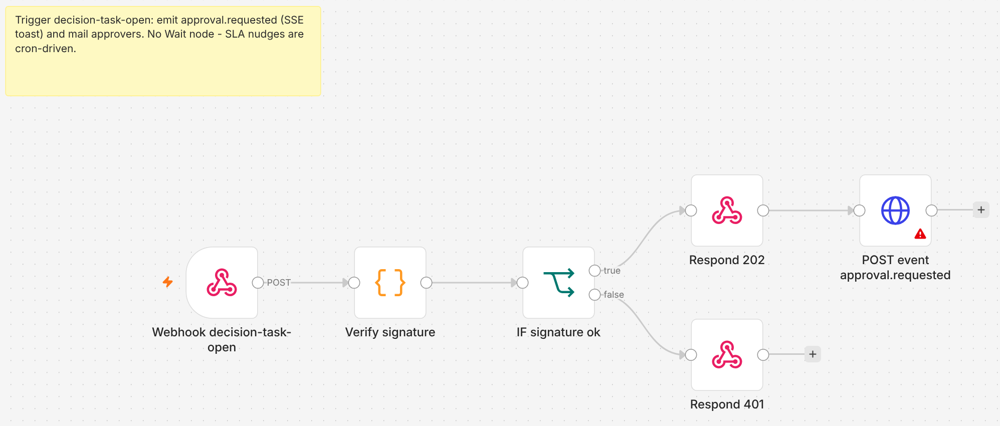 Trigger decision-task-open: emit approval.requested (SSE
toast) and mail approvers. No Wait node - SLA nudges are
cron-driven.
Respond 202
POST event
approval.requested
true
POST
false
Webhook decision-task-
open
Verify signature
IF signature ok
Respond 401